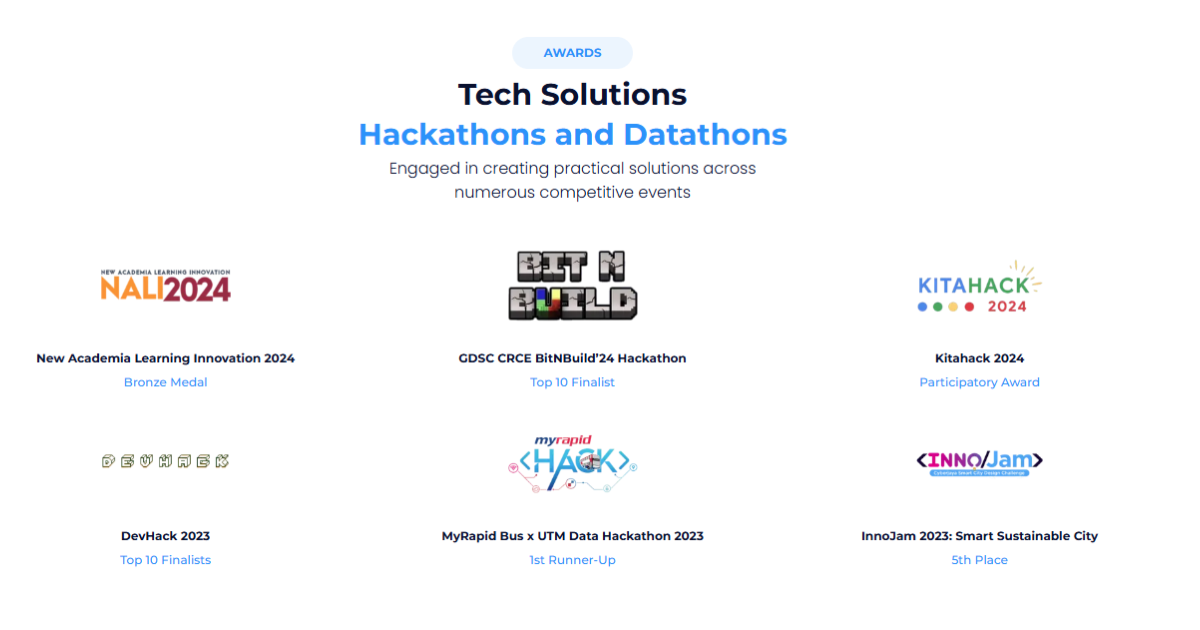 AWARDS
Tech Solutions
Hackathons and Datathons
Engaged in creating practical solutions across
numerous competitive events
NEW ACADEMIA LEARNING INNOVATION
NALI2024
BIT N
BUILD
KITAHACK
2024
New Academia Learning Innovation 2024
GDSC CRCE BitNBuild'24 Hackathon
Kitahack 2024
Bronze Medal
Top 10 Finalist
Participatory Award
DEVHACK
myrapid
<HACK>
<INNO/Jam>
DevHack 2023
MyRapid Bus x UTM Data Hackathon 2023
InnoJam 2023: Smart Sustainable City
Top 10 Finalists
1st Runner-Up
5th Place